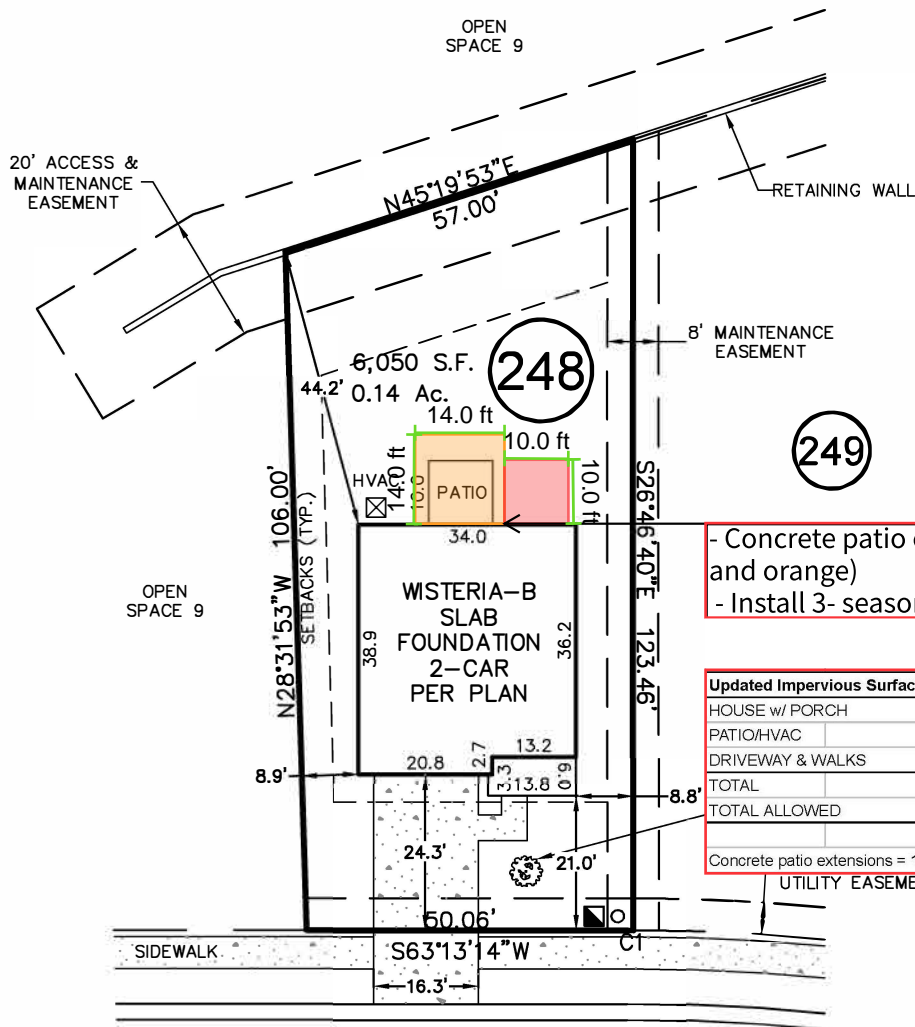 OPEN
SPACE 9
20' ACCESS &
MAINTENANCE
EASEMENT
N45°19'53"E
57.00'
RETAINING WALL
8' MAINTENANCE
EASEMENT
6,050 S.F.
0.14 Ac.
248
44.2'
14.0 ft
10.0 ft
249
14.0 ft
10.0
HVAC
PATIO
10.0 ft
34.0
S26°46'40"E 123.46'
- Concrete patio
and orange)
- Install 3- season
OPEN
SPACE 9
N28°31'53"W 106.00'
SETBACKS (TYP.)
WISTERIA-B
SLAB
FOUNDATION
2-CAR
PER PLAN
38.9
36.2
Updated Impervious Surfac
HOUSE w/ PORCH
PATIO/HVAC
DRIVEWAY & WALKS
TOTAL
TOTAL ALLOWED
Concrete patio extensions =
20.8
2.7
13.2
3.3
13.8
6.0
8.9'
8.8'
24.3'
21.0'
UTILITY EASEME
50.06'
C1
SIDEWALK
S63°13'14"W
16.3'